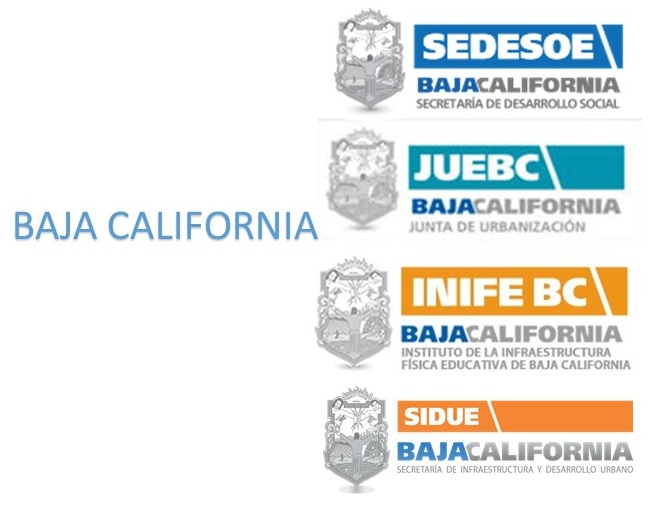 BAJA CALIFORNIA
SEDESOE
BAJACALIFORNIA
SECRETARÍA DE DESARROLLO SOCIAL
JUEBC
BAJACALIFORNIA
JUNTA DE URBANIZACIÓN
INIFE BC
BAJACALIFORNIA
INSTITUTO DE LA INFRAESTRUCTURA
FÍSICA EDUCATIVA DE BAJA CALIFORNIA
SIDUE
BAJACALIFORNIA
SECRETARÍA DE INFRAESTRUCTURA Y DESARROLLO URBANO